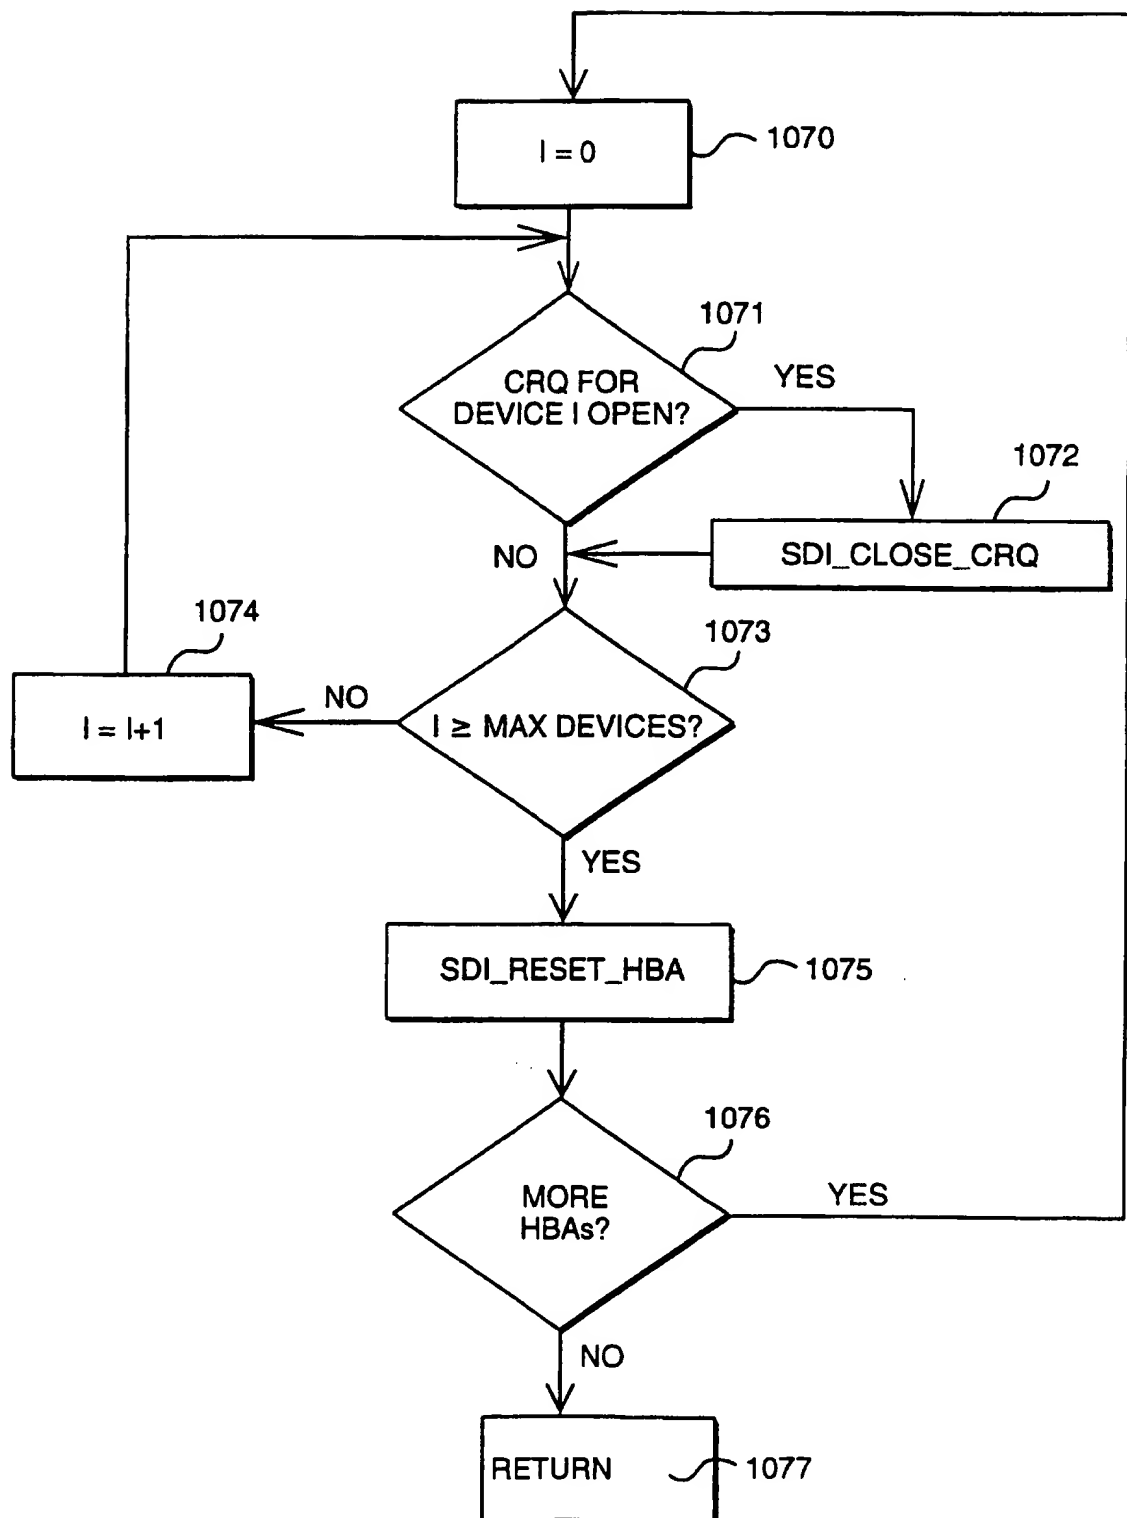 I = 0
1070
1071
CRQ FOR
DEVICE I OPEN?
YES
1072
SDI_CLOSE_CRQ
NO
1074
1073
I = I+1
NO
I ≥ MAX DEVICES?
YES
SDI_RESET_HBA
1075
1076
MORE
HBAs?
YES
NO
RETURN
1077